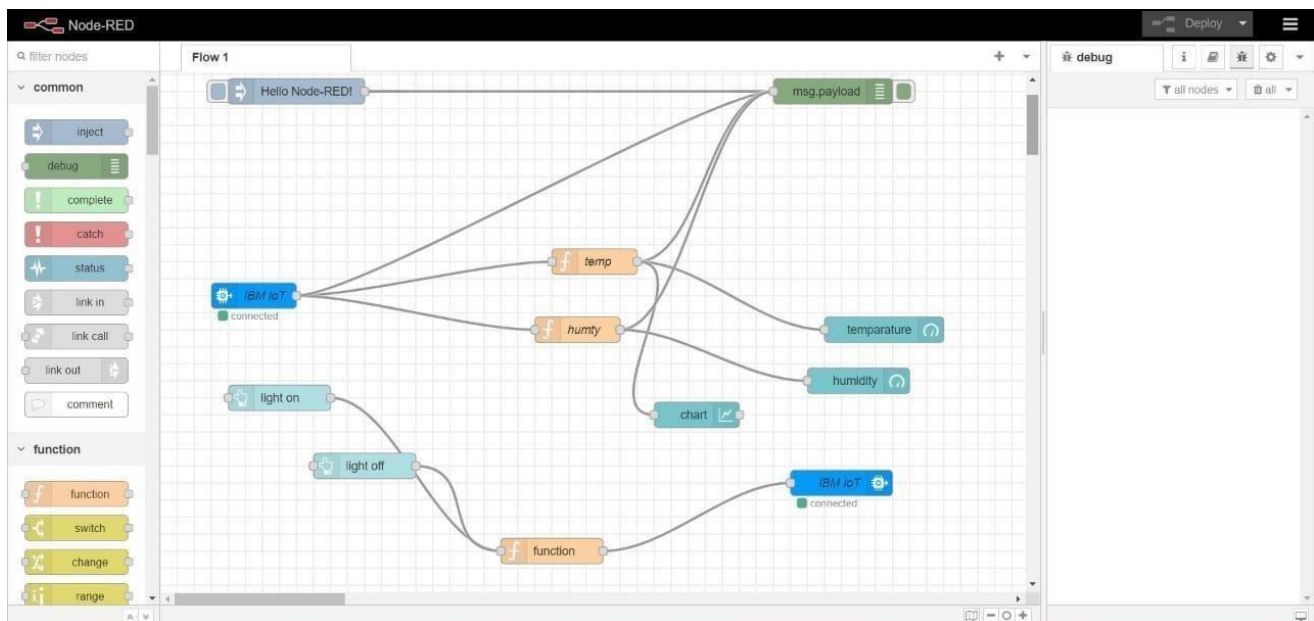 Node-RED
Deploy
filter nodes
Flow 1
debug
i
common
Hello Node-RED!
msg.payload
all nodes
all
inject
debug
complete
catch
status
link in
link call
link out
comment
temp
IBM IoT
connected
humty
temparature
humidity
light on
chart
function
light off
IBM IoT
connected
function
switch
function
change
range